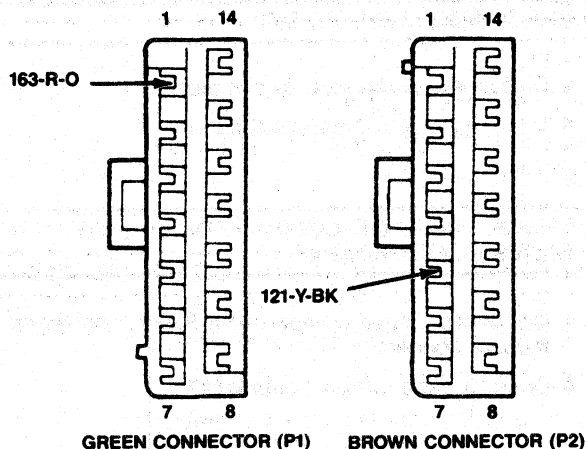 1 14 1 14
163-R-O
121-Y-BK
7 8 7 8
GREEN CONNECTOR (P1) BROWN CONNECTOR (P2)